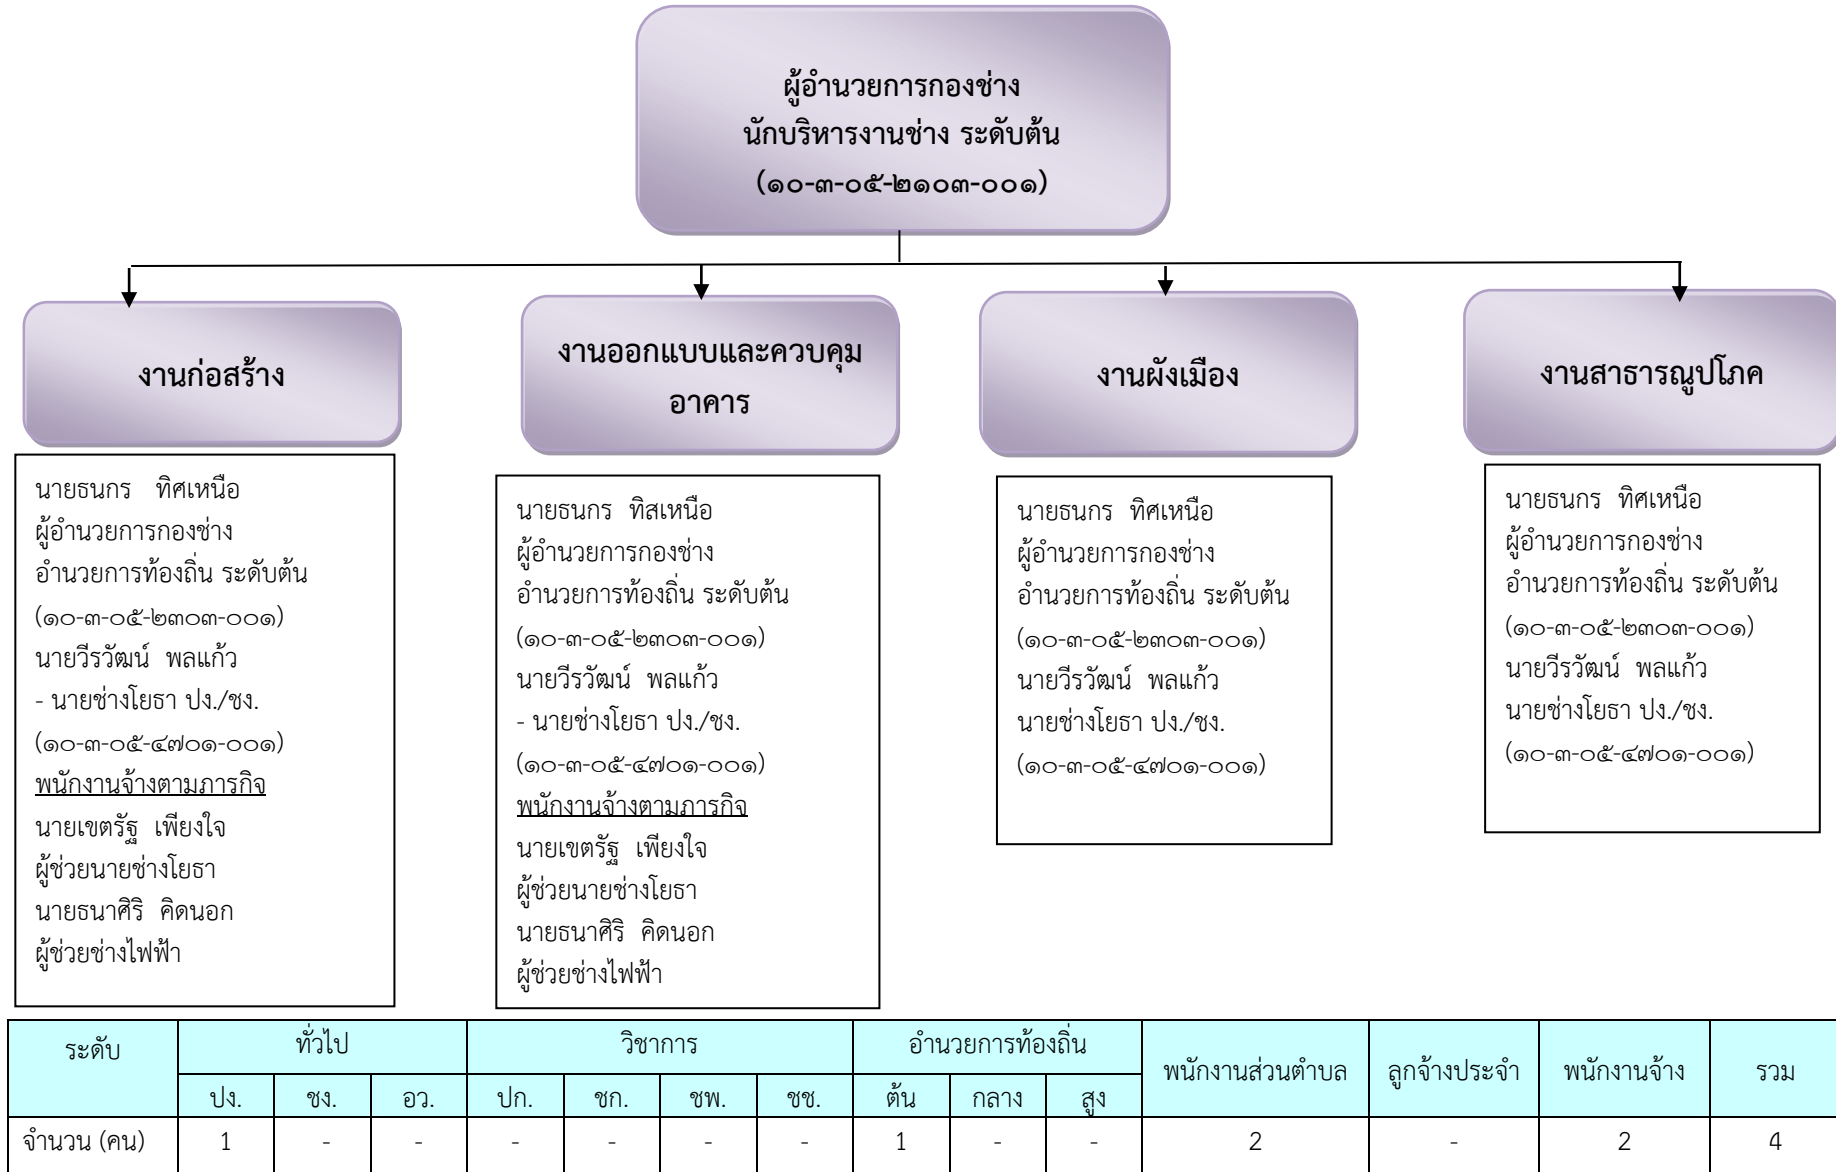 ผู้อำนวยการกองช่าง
นักบริหารงานช่าง ระดับต้น
(๑๐-๓-๐๕-๒๑๐๓-๐๐๑)
งานก่อสร้าง
นายธนกร ทิศเหนือ
ผู้อำนวยการกองช่าง
อำนวยการท้องถิ่น ระดับต้น
(๑๐-๓-๐๕-๒๓๐๓-๐๐๑)
นายวีรวัฒน์ พลแก้ว
- นายช่างโยธา ปง./ชง.
(๑๐-๓-๐๕-๔๗๐๑-๐๐๑)
พนักงานจ้างตามภารกิจ
นายเขตรัฐ เพียงใจ
ผู้ช่วยนายช่างโยธา
นายธนาศิริ คิดนอก
ผู้ช่วยช่างไฟฟ้า
งานออกแบบและควบคุม
อาคาร
นายธนกร ทิสเหนือ
ผู้อำนวยการกองช่าง
อำนวยการท้องถิ่น ระดับต้น
(๑๐-๓-๐๕-๒๓๐๓-๐๐๑)
นายวีรวัฒน์ พลแก้ว
- นายช่างโยธา ปง./ชง.
(๑๐-๓-๐๕-๔๗๐๑-๐๐๑)
พนักงานจ้างตามภารกิจ
นายเขตรัฐ เพียงใจ
ผู้ช่วยนายช่างโยธา
นายธนาศิริ คิดนอก
ผู้ช่วยช่างไฟฟ้า
งานผังเมือง
นายธนกร ทิศเหนือ
ผู้อำนวยการกองช่าง
อำนวยการท้องถิ่น ระดับต้น
(๑๐-๓-๐๕-๒๓๐๓-๐๐๑)
นายวีรวัฒน์ พลแก้ว
นายช่างโยธา ปง./ชง.
(๑๐-๓-๐๕-๔๗๐๑-๐๐๑)
งานสาธารณูปโภค
นายธนกร ทิศเหนือ
ผู้อำนวยการกองช่าง
อำนวยการท้องถิ่น ระดับต้น
(๑๐-๓-๐๕-๒๓๐๓-๐๐๑)
นายวีรวัฒน์ พลแก้ว
นายช่างโยธา ปง./ชง.
(๑๐-๓-๐๕-๔๗๐๑-๐๐๑)
ระดับ ทั่วไป วิชาการ อำนวยการท้องถิ่น พนักงานส่วนตำบล ลูกจ้างประจำ พนักงานจ้าง รวม
ปง. ชง. อว. ปก. ชก. ชพ. ชช. ต้น กลาง สูง
จำนวน (คน) 1 - - - - - - 1 - - 2 - 2 4